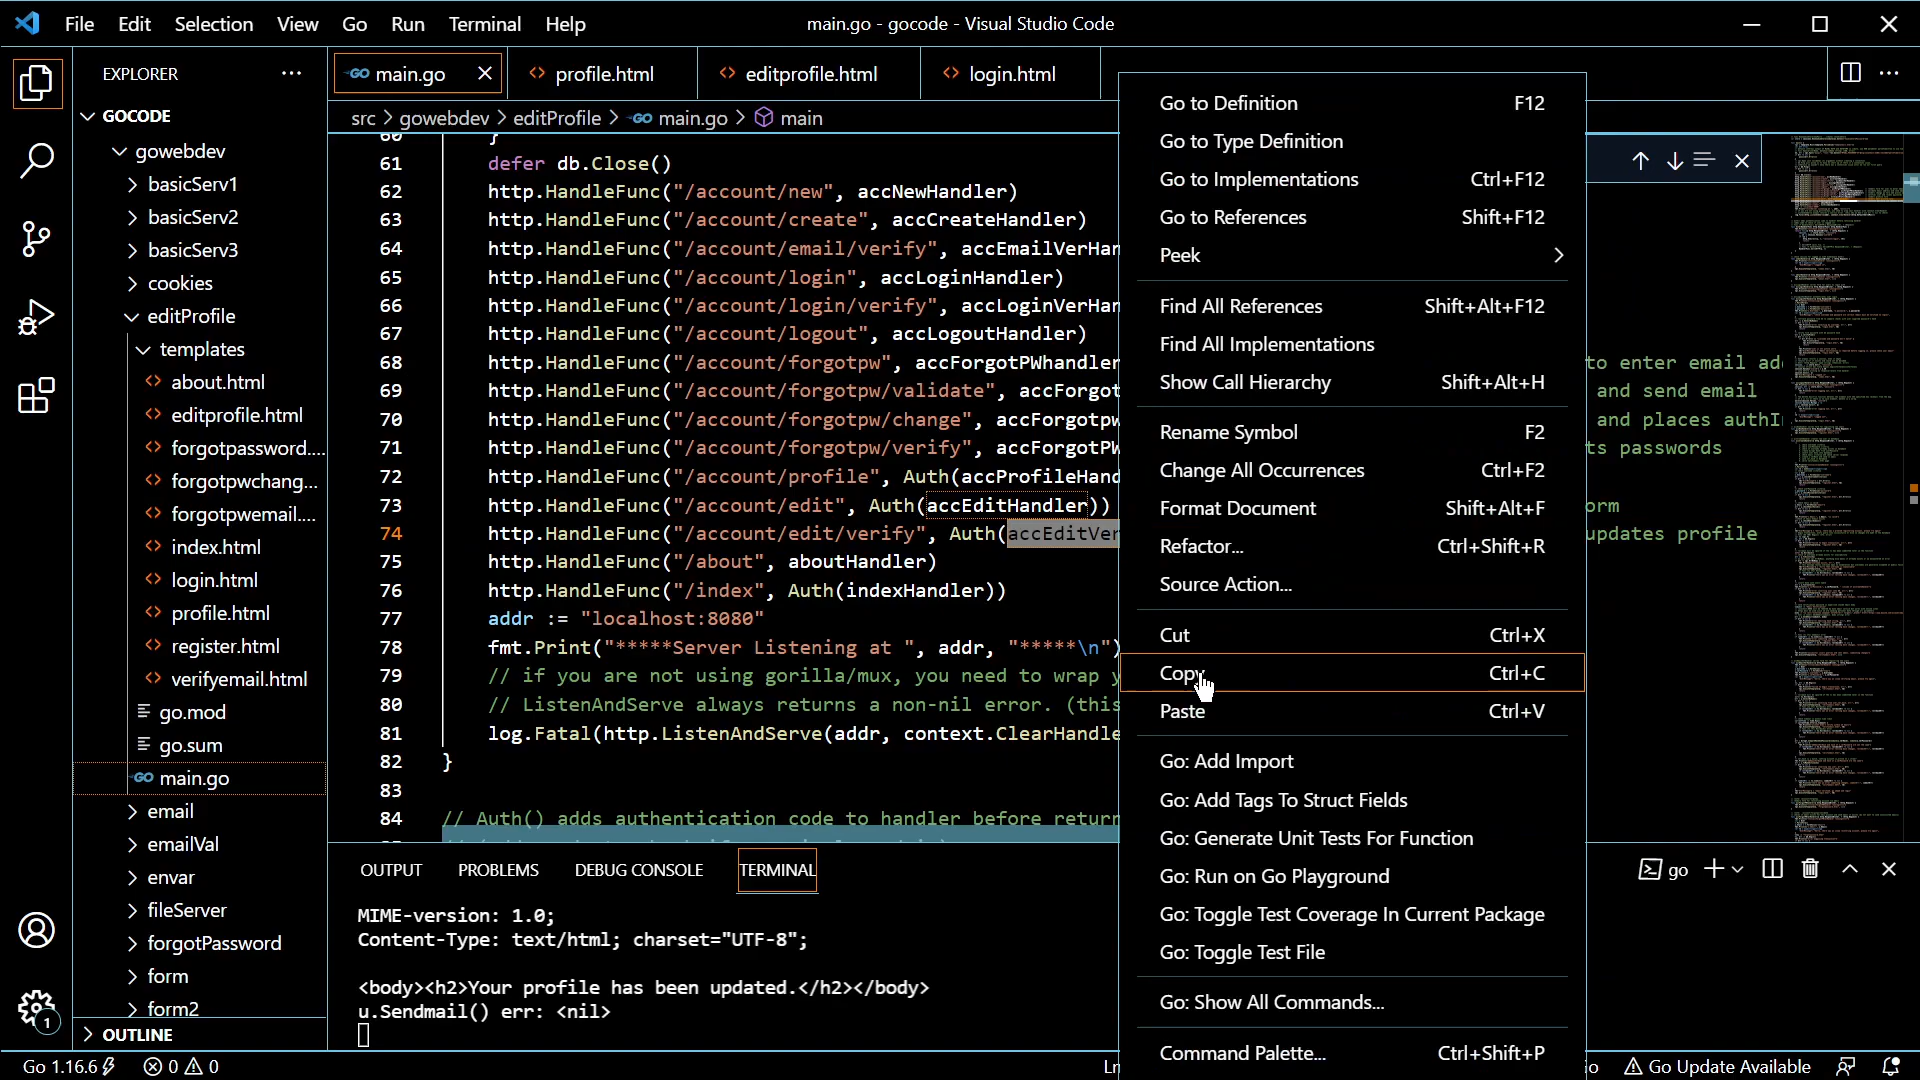 File Edit Selection View Go Run Terminal Help
main.go - gocode - Visual Studio Code
EXPLORER
GOCODE
gowebdev
basicServ1
basicServ2
basicServ3
cookies
editProfile
templates
about.html
editprofile.html
forgotpassword....
forgotpwchang...
forgotpwemail....
index.html
login.html
profile.html
register.html
verifyemail.html
go.mod
go.sum
main.go
email
emailVal
envar
fileServer
forgotPassword
form
form2
OUTLINE
main.go
profile.html
editprofile.html
login.html
src > gowebdev > editProfile > main.go > main
60 }
61 defer db.Close()
62 http.HandleFunc("/account/new", accNewHandler)
63 http.HandleFunc("/account/create", accCreateHandler)
64 http.HandleFunc("/account/email/verify", accEmailVerHan
65 http.HandleFunc("/account/login", accLoginHandler)
66 http.HandleFunc("/account/login/verify", accLoginVerHan
67 http.HandleFunc("/account/logout", accLogoutHandler)
68 http.HandleFunc("/account/forgotpw", accForgotPWhandler
to enter email ad
69 http.HandleFunc("/account/forgotpw/validate", accForgot
and send email
70 http.HandleFunc("/account/forgotpw/change", accForgotpw
and places authI
71 http.HandleFunc("/account/forgotpw/verify", accForgotPW
ts passwords
72 http.HandleFunc("/account/profile", Auth(accProfileHand
73 http.HandleFunc("/account/edit", Auth(accEditHandler))
orm
74 http.HandleFunc("/account/edit/verify", Auth(accEditVer
updates profile
75 http.HandleFunc("/about", aboutHandler)
76 http.HandleFunc("/index", Auth(indexHandler))
77 addr := "localhost:8080"
78 fmt.Print("*****Server Listening at ", addr, "*****\n")
79 // if you are not using gorilla/mux, you need to wrap y
80 // ListenAndServe always returns a non-nil error. (this
81 log.Fatal(http.ListenAndServe(addr, context.ClearHandle
82 }
83
84 // Auth() adds authentication code to handler before retur
Go to Definition F12
Go to Type Definition
Go to Implementations Ctrl+F12
Go to References Shift+F12
Peek
Find All References Shift+Alt+F12
Find All Implementations
Show Call Hierarchy Shift+Alt+H
Rename Symbol F2
Change All Occurrences Ctrl+F2
Format Document Shift+Alt+F
Refactor... Ctrl+Shift+R
Source Action...
Cut Ctrl+X
Copy Ctrl+C
Paste Ctrl+V
Go: Add Import
Go: Add Tags To Struct Fields
Go: Generate Unit Tests For Function
Go: Run on Go Playground
Go: Toggle Test Coverage In Current Package
Go: Toggle Test File
Go: Show All Commands...
Command Palette... Ctrl+Shift+P
OUTPUT PROBLEMS DEBUG CONSOLE TERMINAL
go
MIME-version: 1.0;
Content-Type: text/html; charset="UTF-8";
<body><h2>Your profile has been updated.</h2></body>
u.Sendmail() err: <nil>
1
Go 1.16.6 0 0 Ln
Go Update Available